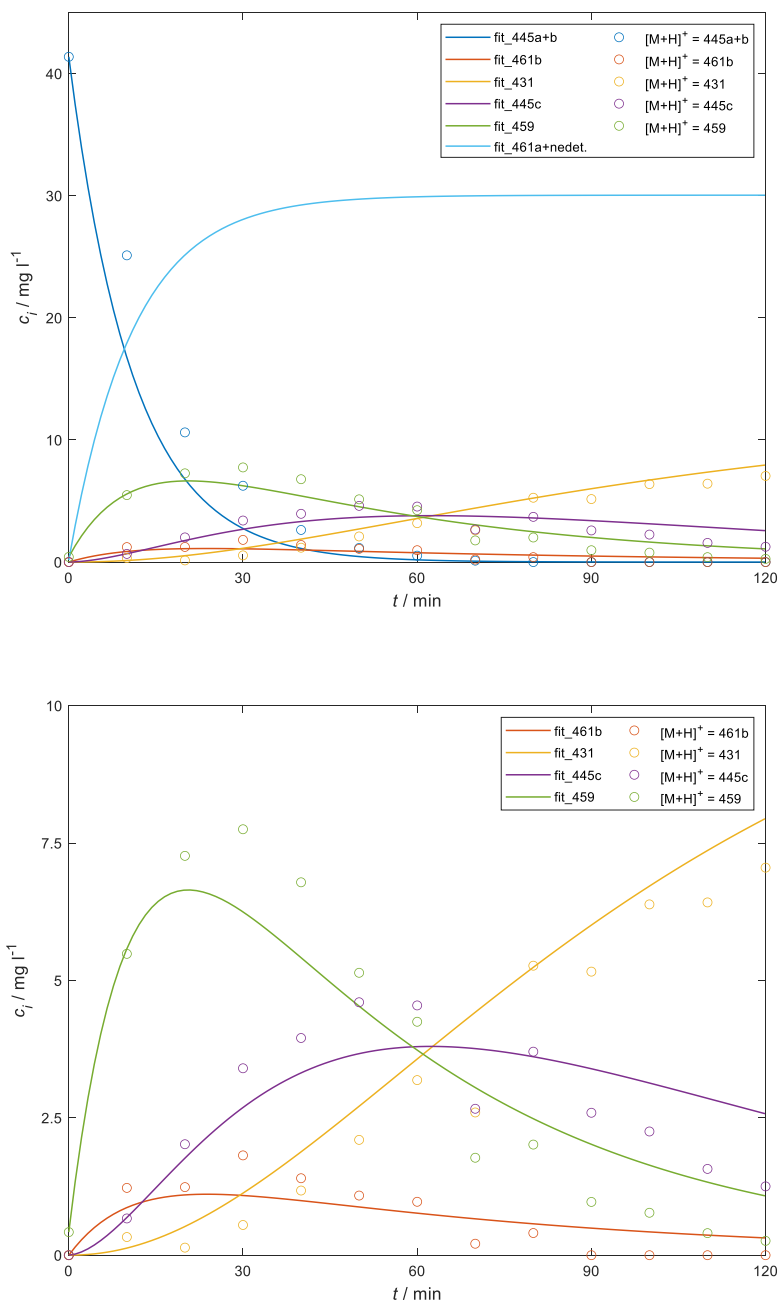 40
30
20
10
0
0
30
60
90
120
c_i / mg l^-1
t / min
fit_445a+b
fit_461b
fit_431
fit_445c
fit_459
fit_461a+nedet.
[M+H]^+ = 445a+b
[M+H]^+ = 461b
[M+H]^+ = 431
[M+H]^+ = 445c
[M+H]^+ = 459
10
7.5
5
2.5
0
0
30
60
90
120
c_i / mg l^-1
t / min
fit_461b
fit_431
fit_445c
fit_459
[M+H]^+ = 461b
[M+H]^+ = 431
[M+H]^+ = 445c
[M+H]^+ = 459